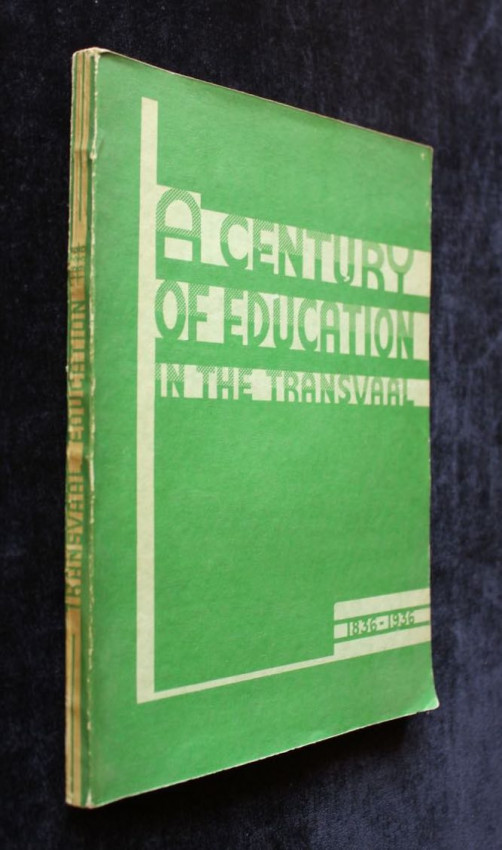 A CENTURY
OF EDUCATION
IN THE TRANSVAAL
1836-1936
TRANSVAAL EDUCATION